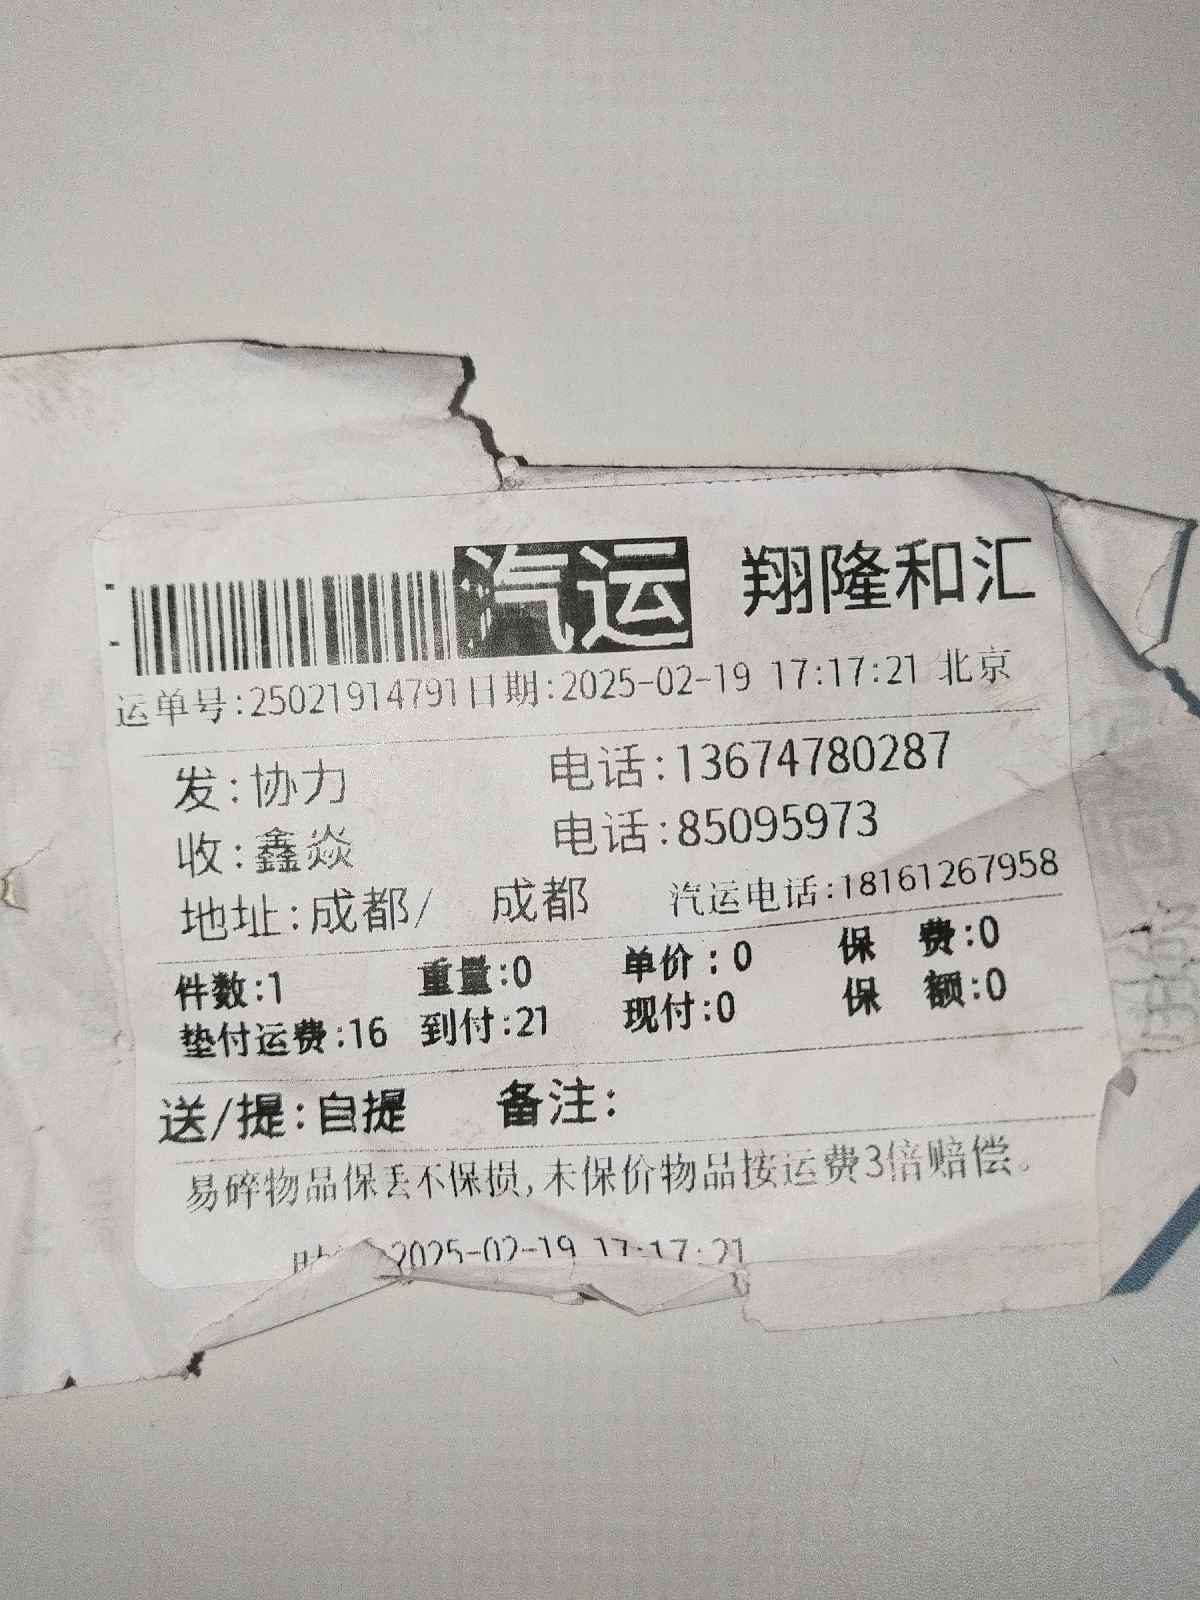 汽运 翔隆和汇
运单号:25021914791日期:2025-02-19 17:17:21 北京
发:协力 电话:13674780287
收:鑫焱 电话:85095973
地址:成都/ 成都 汽运电话:18161267958
件数:1 重量:0 单价:0 保 费:0
垫付运费:16 到付:21 现付:0 保 额:0
送/提:自提 备注:
易碎物品保丢不保损,未保价物品按运费3倍赔偿。
2025-02-19 17:17:21